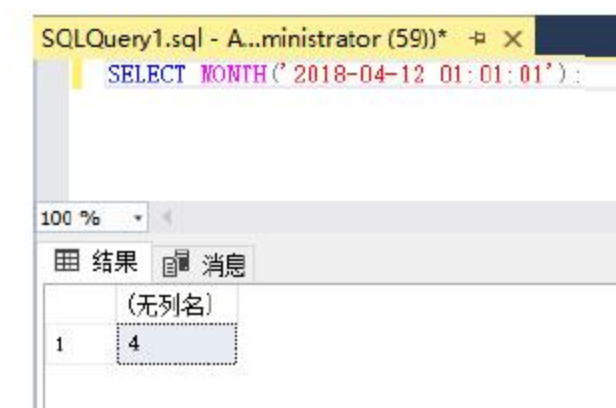 SQLQuery1.sql - A...ministrator (59))*
SELECT MONTH('2018-04-12 01:01:01');
100 %
结果 消息
(无列名)
1 4